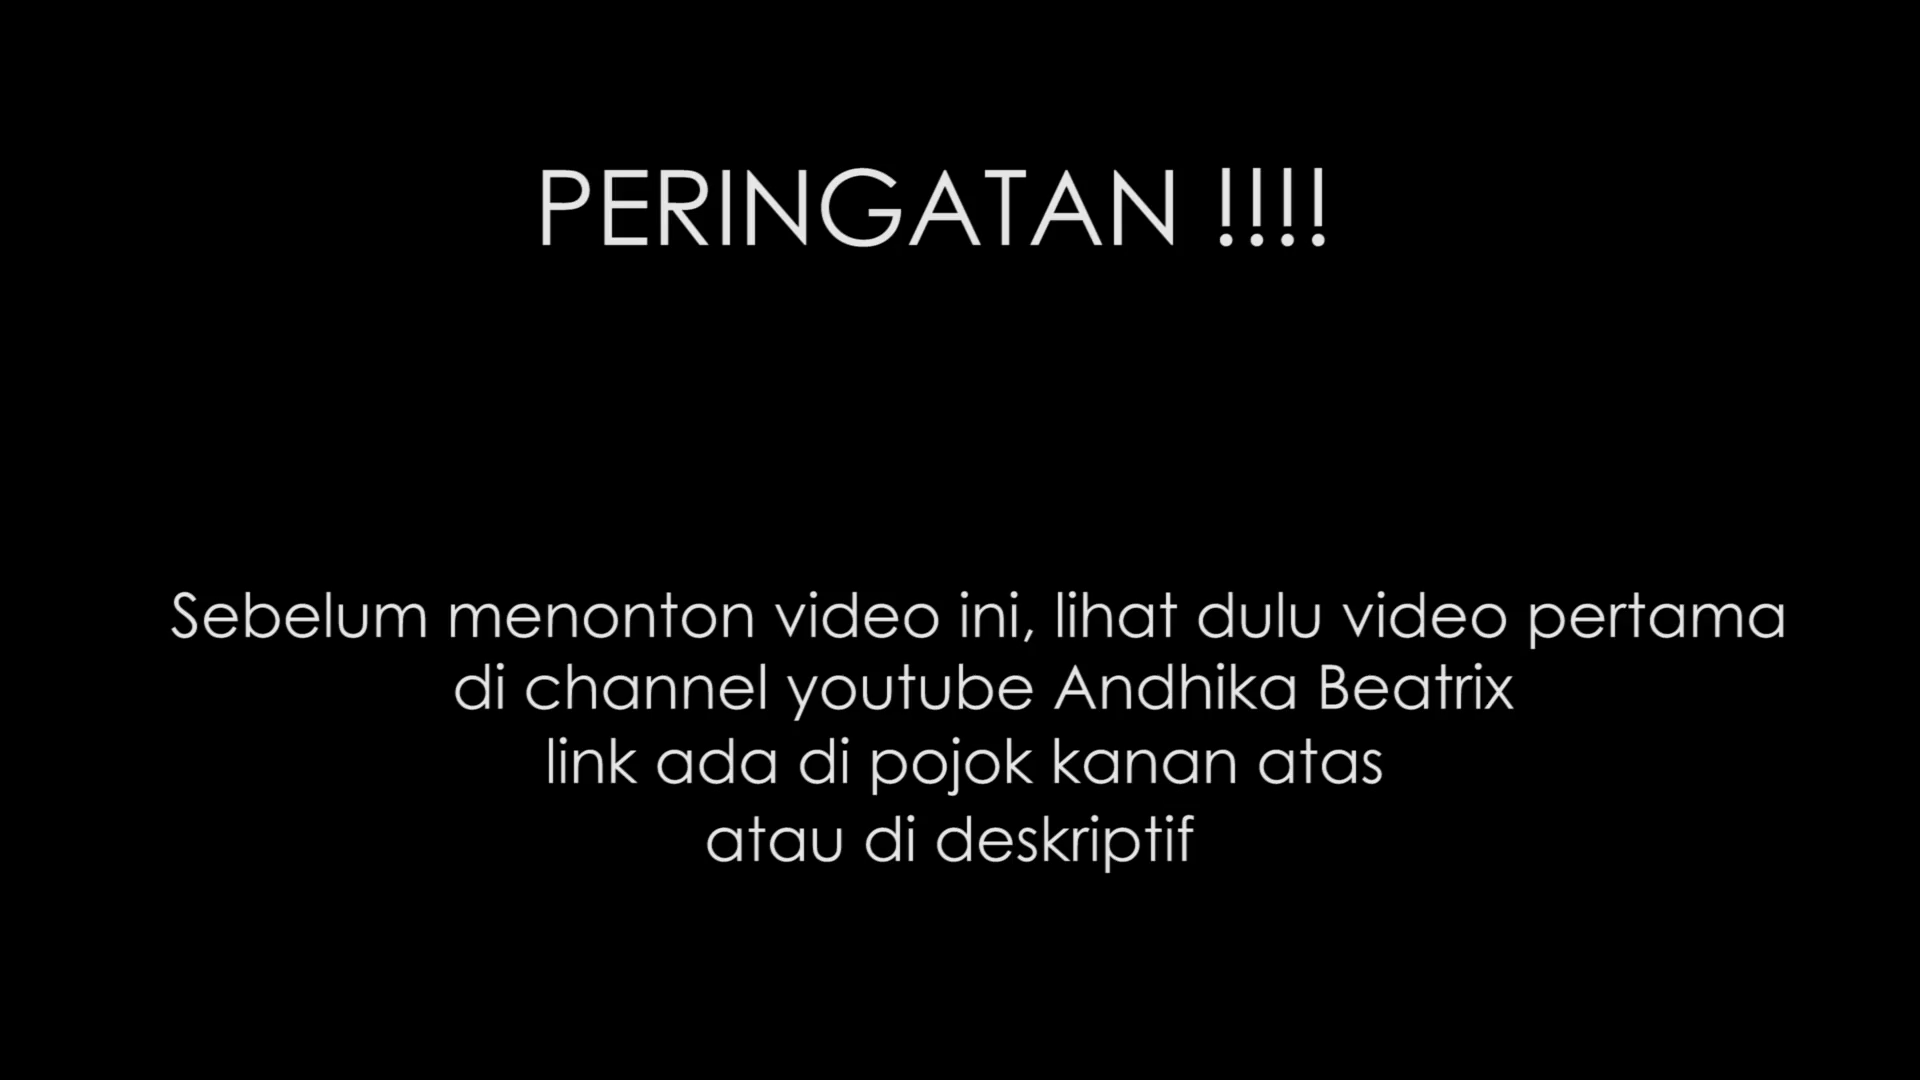 PERINGATAN !!!!
Sebelum menonton video ini, lihat dulu video pertama
di channel youtube Andhika Beatrix
link ada di pojok kanan atas
atau di deskriptif